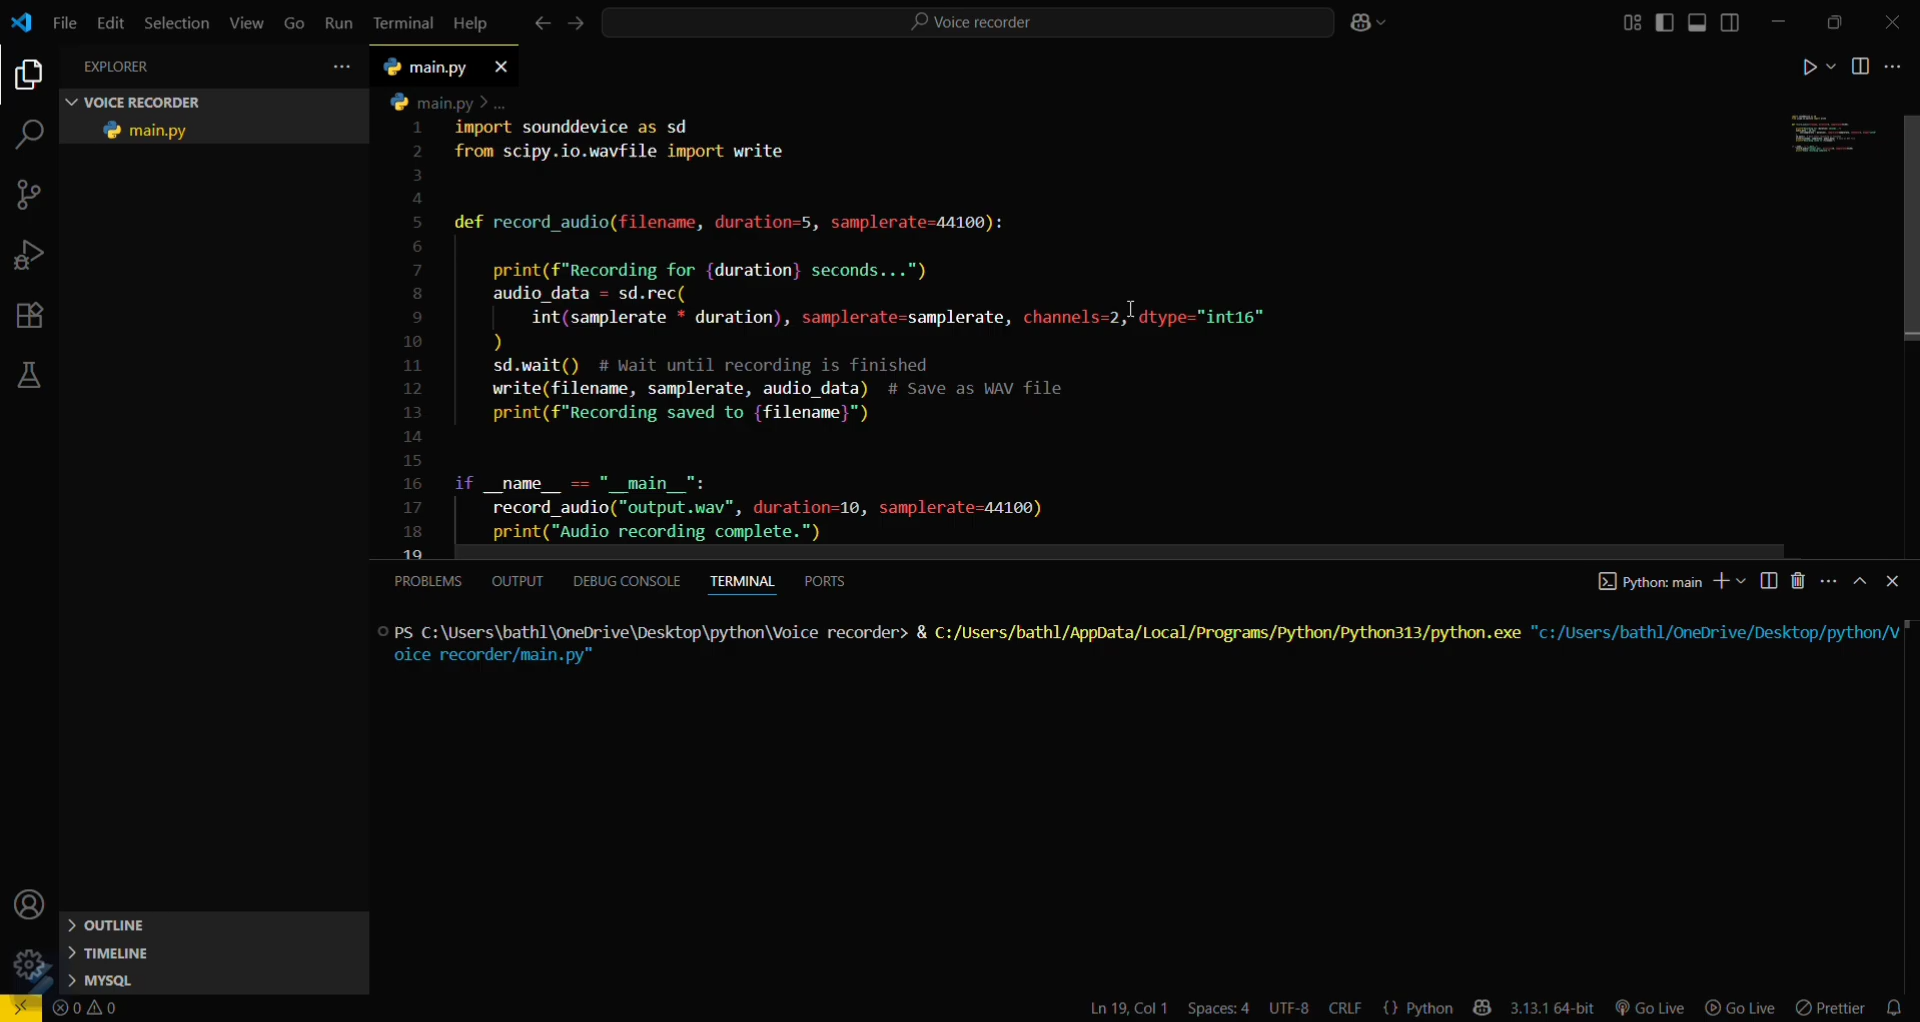 File Edit Selection View Go Run Terminal Help
Voice recorder
EXPLORER
main.py
VOICE RECORDER
main.py
main.py > ...
1 import sounddevice as sd
2 from scipy.io.wavfile import write
3
4
5 def record_audio(filename, duration=5, samplerate=44100):
6
7 print(f"Recording for {duration} seconds...")
8 audio_data = sd.rec(
9 int(samplerate * duration), samplerate=samplerate, channels=2, dtype="int16"
10 )
11 sd.wait() # Wait until recording is finished
12 write(filename, samplerate, audio_data) # Save as WAV file
13 print(f"Recording saved to {filename}")
14
15
16 if __name__ == "__main__":
17 record_audio("output.wav", duration=10, samplerate=44100)
18 print("Audio recording complete.")
19
PROBLEMS OUTPUT DEBUG CONSOLE TERMINAL PORTS
Python: main
PS C:\Users\bathl\OneDrive\Desktop\python\Voice recorder> & C:/Users/bathl/AppData/Local/Programs/Python/Python313/python.exe "c:/Users/bathl/OneDrive/Desktop/python/V
oice recorder/main.py"
OUTLINE
TIMELINE
MYSQL
0 0
Ln 19, Col 1 Spaces: 4 UTF-8 CRLF {} Python 3.13.1 64-bit Go Live Go Live Prettier